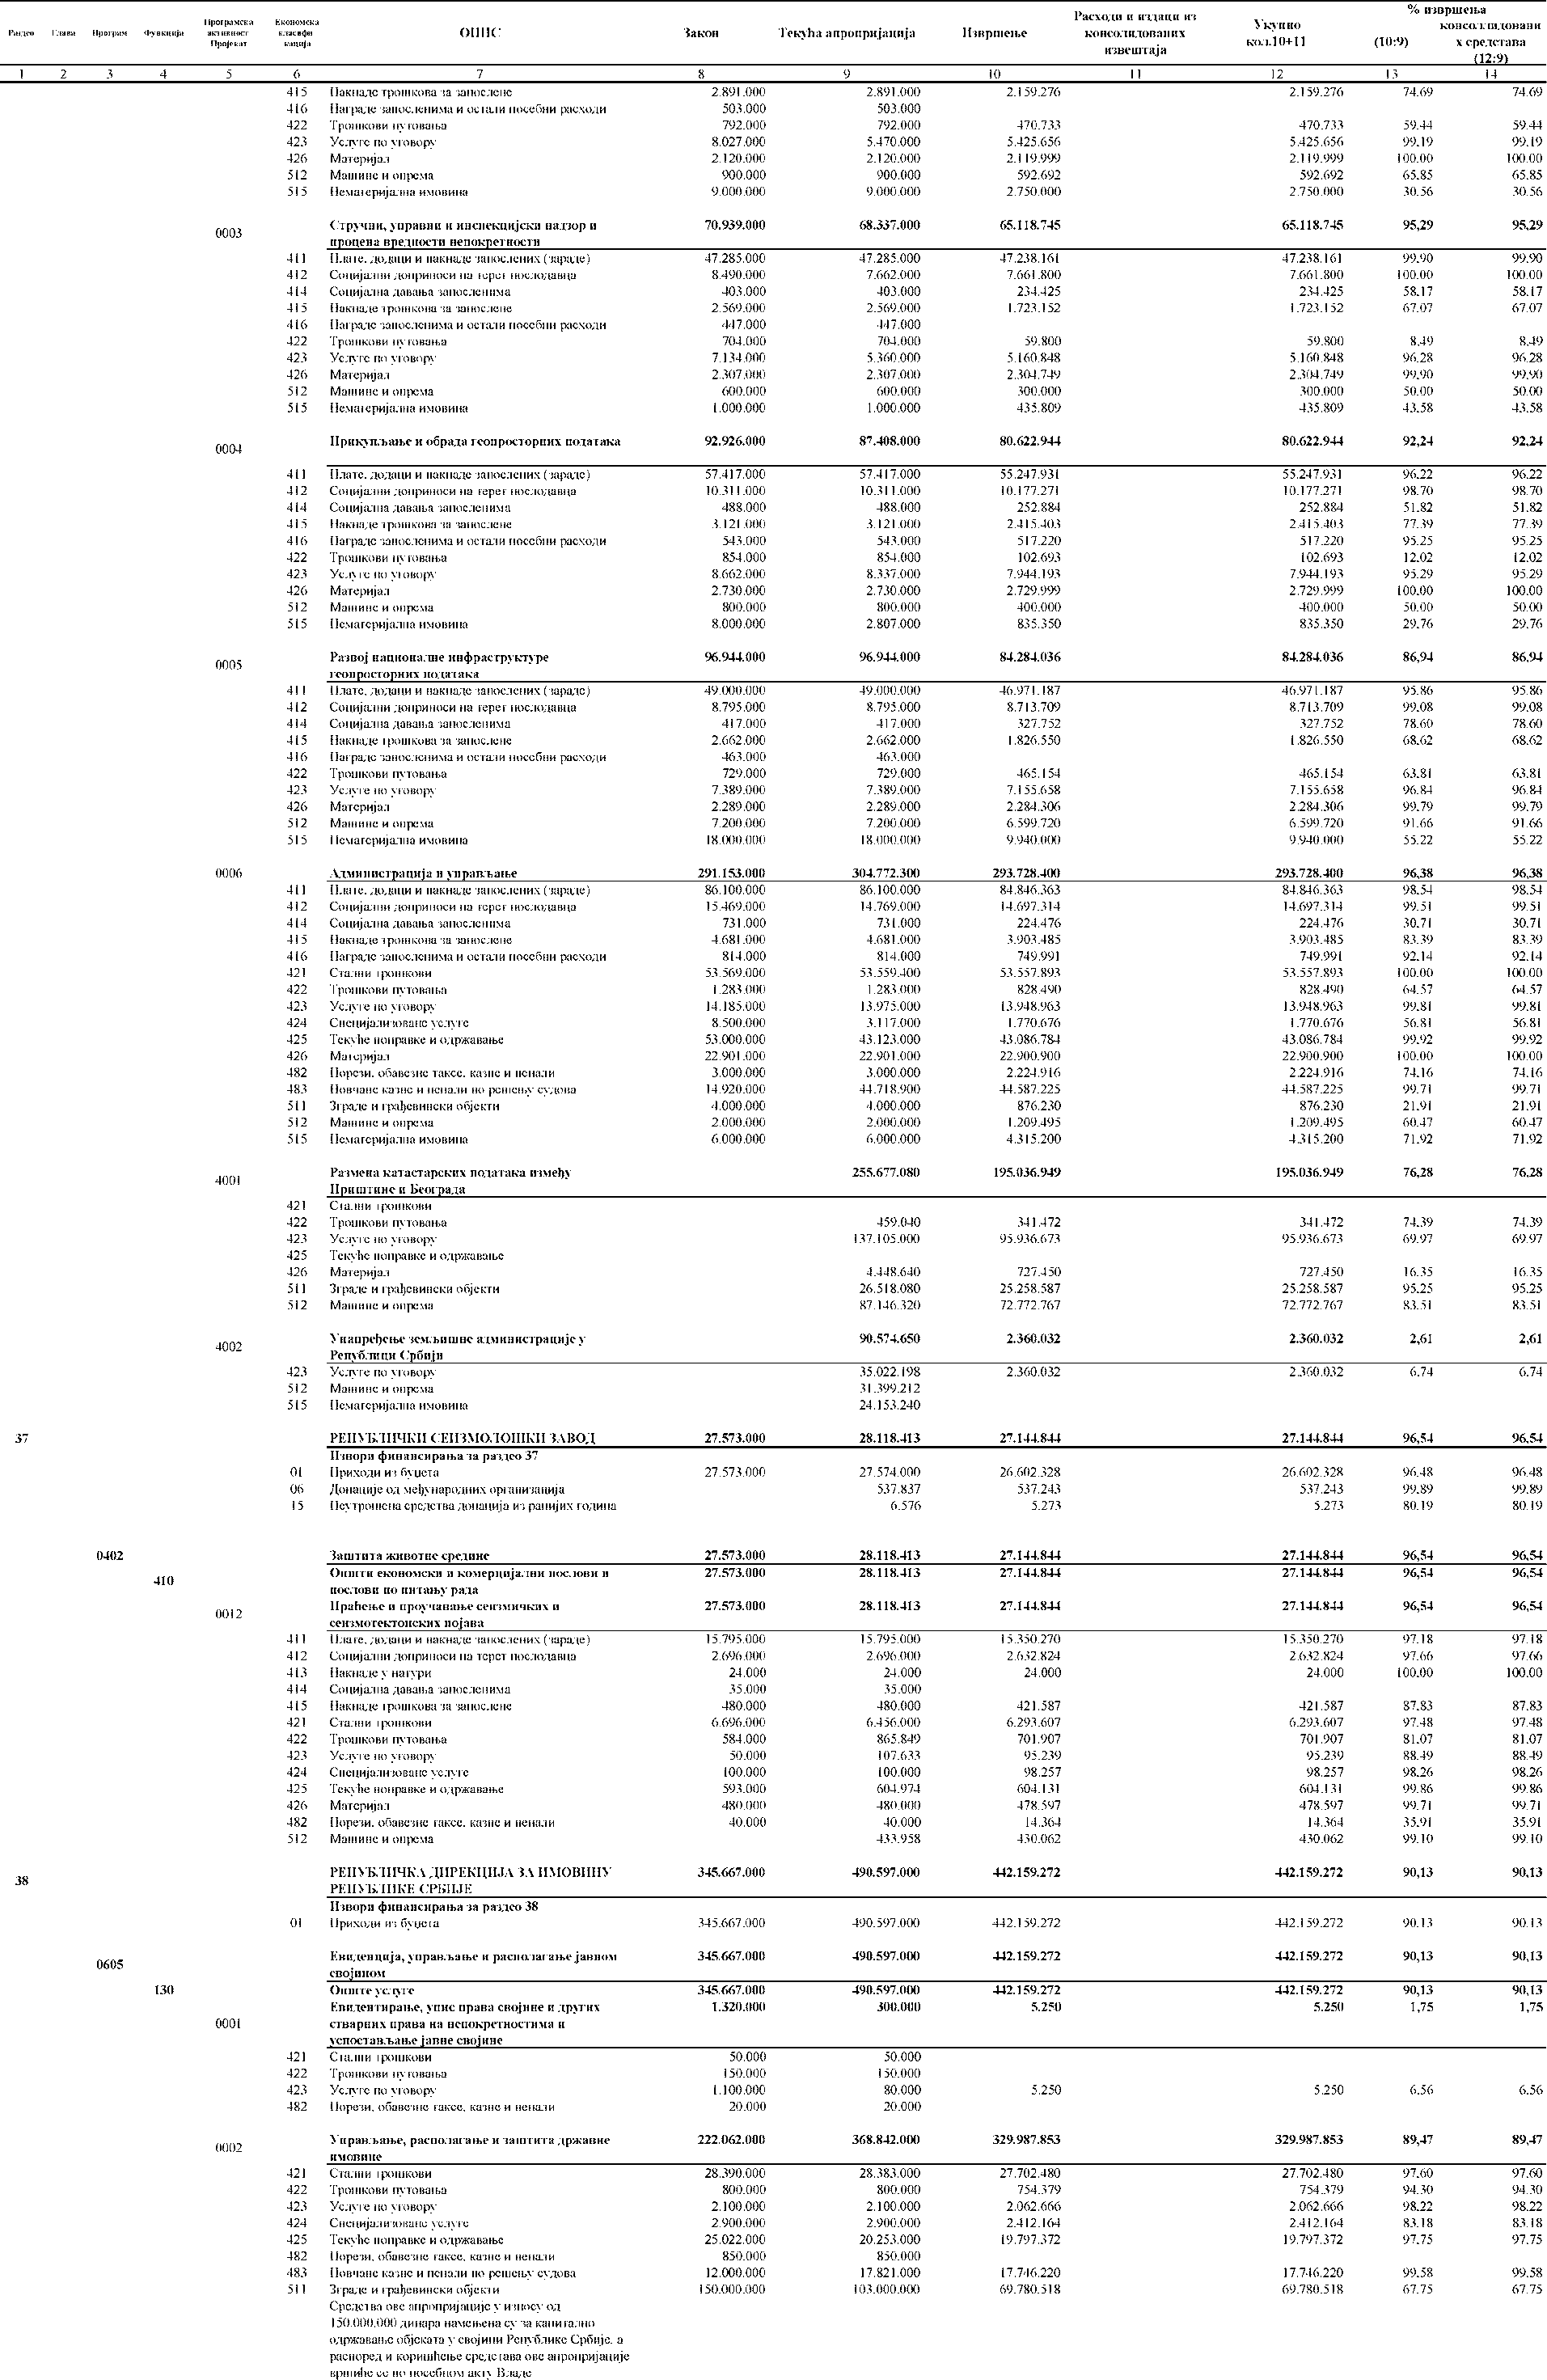 Раздео Глава Програм Функција Програмска активност Пројекат Економска класификација ОПИС Закон Текућа апропријација Извршење Расходи и издаци из консолидованих извештаја Укупно кол.10+11 % извршења (10:9) консолидованих средстава (12:9)
1 2 3 4 5 6 7 8 9 10 11 12 13 14
415 Накнаде трошкова за запослене 2.891.000 2.891.000 2.159.276 2.159.276 74.69 74.69
416 Награде запосленима и остали посебни расходи 503.000 503.000
422 Трошкови путовања 792.000 792.000 470.733 470.733 59.44 59.44
423 Услуге по уговору 8.027.000 5.470.000 5.425.656 5.425.656 99.19 99.19
426 Материјал 2.120.000 2.120.000 2.119.999 2.119.999 100.00 100.00
512 Машине и опрема 900.000 900.000 592.692 592.692 65.85 65.85
515 Нематеријална имовина 9.000.000 9.000.000 2.750.000 2.750.000 30.56 30.56
0003 Стручни, управни и инспекцијски надзор и 70.939.000 68.337.000 65.118.745 65.118.745 95,29 95,29
процена вредности непокретности
411 Плате, додаци и накнаде запослених (зараде) 47.285.000 47.285.000 47.238.161 47.238.161 99.90 99.90
412 Социјални доприноси на терет послодавца 8.490.000 7.662.000 7.661.800 7.661.800 100.00 100.00
414 Социјална давања запосленима 403.000 403.000 234.425 234.425 58.17 58.17
415 Накнаде трошкова за запослене 2.569.000 2.569.000 1.723.152 1.723.152 67.07 67.07
416 Награде запосленима и остали посебни расходи 447.000 447.000
422 Трошкови путовања 704.000 704.000 59.800 59.800 8.49 8.49
423 Услуге по уговору 7.134.000 5.360.000 5.160.848 5.160.848 96.28 96.28
426 Материјал 2.307.000 2.307.000 2.304.749 2.304.749 99.90 99.90
512 Машине и опрема 600.000 600.000 300.000 300.000 50.00 50.00
515 Нематеријална имовина 1.000.000 1.000.000 435.809 435.809 43.58 43.58
0004 Прикупљање и обрада геопросторних података 92.926.000 87.408.000 80.622.944 80.622.944 92,24 92,24
411 Плате, додаци и накнаде запослених (зараде) 57.417.000 57.417.000 55.247.931 55.247.931 96.22 96.22
412 Социјални доприноси на терет послодавца 10.311.000 10.311.000 10.177.271 10.177.271 98.70 98.70
414 Социјална давања запосленима 488.000 488.000 252.884 252.884 51.82 51.82
415 Накнаде трошкова за запослене 3.121.000 3.121.000 2.415.403 2.415.403 77.39 77.39
416 Награде запосленима и остали посебни расходи 543.000 543.000 517.220 517.220 95.25 95.25
422 Трошкови путовања 854.000 854.000 102.693 102.693 12.02 12.02
423 Услуге по уговору 8.662.000 8.337.000 7.944.193 7.944.193 95.29 95.29
426 Материјал 2.730.000 2.730.000 2.729.999 2.729.999 100.00 100.00
512 Машине и опрема 800.000 800.000 400.000 400.000 50.00 50.00
515 Нематеријална имовина 8.000.000 2.807.000 835.350 835.350 29.76 29.76
0005 Развој националне инфраструктуре 96.944.000 96.944.000 84.284.036 84.284.036 86,94 86,94
геопросторних података
411 Плате, додаци и накнаде запослених (зараде) 49.000.000 49.000.000 46.971.187 46.971.187 95.86 95.86
412 Социјални доприноси на терет послодавца 8.795.000 8.795.000 8.713.709 8.713.709 99.08 99.08
414 Социјална давања запосленима 417.000 417.000 327.752 327.752 78.60 78.60
415 Накнаде трошкова за запослене 2.662.000 2.662.000 1.826.550 1.826.550 68.62 68.62
416 Награде запосленима и остали посебни расходи 463.000 463.000
422 Трошкови путовања 729.000 729.000 465.154 465.154 63.81 63.81
423 Услуге по уговору 7.389.000 7.389.000 7.155.658 7.155.658 96.84 96.84
426 Материјал 2.289.000 2.289.000 2.284.306 2.284.306 99.79 99.79
512 Машине и опрема 7.200.000 7.200.000 6.599.720 6.599.720 91.66 91.66
515 Нематеријална имовина 18.000.000 18.000.000 9.940.000 9.940.000 55.22 55.22
0006 Администрација и управљање 291.153.000 304.772.300 293.728.400 293.728.400 96,38 96,38
411 Плате, додаци и накнаде запослених (зараде) 86.100.000 86.100.000 84.846.363 84.846.363 98.54 98.54
412 Социјални доприноси на терет послодавца 15.469.000 14.769.000 14.697.314 14.697.314 99.51 99.51
414 Социјална давања запосленима 731.000 731.000 224.476 224.476 30.71 30.71
415 Накнаде трошкова за запослене 4.681.000 4.681.000 3.903.485 3.903.485 83.39 83.39
416 Награде запосленима и остали посебни расходи 814.000 814.000 749.991 749.991 92.14 92.14
421 Стални трошкови 53.569.000 53.559.400 53.557.893 53.557.893 100.00 100.00
422 Трошкови путовања 1.283.000 1.283.000 828.490 828.490 64.57 64.57
423 Услуге по уговору 14.185.000 13.975.000 13.948.963 13.948.963 99.81 99.81
424 Специјализоване услуге 8.500.000 3.117.000 1.770.676 1.770.676 56.81 56.81
425 Текуће поправке и одржавање 53.000.000 43.123.000 43.086.784 43.086.784 99.92 99.92
426 Материјал 22.901.000 22.901.000 22.900.900 22.900.900 100.00 100.00
482 Порези, обавезне таксе, казне и пенали 3.000.000 3.000.000 2.224.916 2.224.916 74.16 74.16
483 Новчане казне и пенали по решењу судова 14.920.000 44.718.900 44.587.225 44.587.225 99.71 99.71
511 Зграде и грађевински објекти 4.000.000 4.000.000 876.230 876.230 21.91 21.91
512 Машине и опрема 2.000.000 2.000.000 1.209.495 1.209.495 60.47 60.47
515 Нематеријална имовина 6.000.000 6.000.000 4.315.200 4.315.200 71.92 71.92
4001 Размена катастарских података између 255.677.080 195.036.949 195.036.949 76,28 76,28
Приштине и Београда
421 Стални трошкови
422 Трошкови путовања 459.040 341.472 341.472 74.39 74.39
423 Услуге по уговору 137.105.000 95.936.673 95.936.673 69.97 69.97
425 Текуће поправке и одржавање
426 Материјал 4.448.640 727.450 727.450 16.35 16.35
511 Зграде и грађевински објекти 26.518.080 25.258.587 25.258.587 95.25 95.25
512 Машине и опрема 87.146.320 72.772.767 72.772.767 83.51 83.51
4002 Унапређење земљишне администрације у 90.574.650 2.360.032 2.360.032 2,61 2,61
Републици Србији
423 Услуге по уговору 35.022.198 2.360.032 2.360.032 6.74 6.74
512 Машине и опрема 31.399.212
515 Нематеријална имовина 24.153.240
37 РЕПУБЛИЧКИ СЕИЗМОЛОШКИ ЗАВОД 27.573.000 28.118.413 27.144.844 27.144.844 96,54 96,54
Извори финансирања за раздео 37
01 Приходи из буџета 27.573.000 27.574.000 26.602.328 26.602.328 96.48 96.48
06 Донације од међународних организација 537.837 537.243 537.243 99.89 99.89
15 Неутрошена средства донација из ранијих година 6.576 5.273 5.273 80.19 80.19
0402 Заштита животне средине 27.573.000 28.118.413 27.144.844 27.144.844 96,54 96,54
410 Општи економски и комерцијални послови и 27.573.000 28.118.413 27.144.844 27.144.844 96,54 96,54
послови по питању рада
0012 Праћење и проучавање сеизмичких и 27.573.000 28.118.413 27.144.844 27.144.844 96,54 96,54
сеизмотектонских појава
411 Плате, додаци и накнаде запослених (зараде) 15.795.000 15.795.000 15.350.270 15.350.270 97.18 97.18
412 Социјални доприноси на терет послодавца 2.696.000 2.696.000 2.632.824 2.632.824 97.66 97.66
413 Накнаде у натури 24.000 24.000 24.000 24.000 100.00 100.00
414 Социјална давања запосленима 35.000 35.000
415 Накнаде трошкова за запослене 480.000 480.000 421.587 421.587 87.83 87.83
421 Стални трошкови 6.696.000 6.456.000 6.293.607 6.293.607 97.48 97.48
422 Трошкови путовања 584.000 865.849 701.907 701.907 81.07 81.07
423 Услуге по уговору 50.000 107.633 95.239 95.239 88.49 88.49
424 Специјализоване услуге 100.000 100.000 98.257 98.257 98.26 98.26
425 Текуће поправке и одржавање 593.000 604.974 604.131 604.131 99.86 99.86
426 Материјал 480.000 480.000 478.597 478.597 99.71 99.71
482 Порези, обавезне таксе, казне и пенали 40.000 40.000 14.364 14.364 35.91 35.91
512 Машине и опрема 433.958 430.062 430.062 99.10 99.10
38 РЕПУБЛИЧКА ДИРЕКЦИЈА ЗА ИМОВИНУ 345.667.000 490.597.000 442.159.272 442.159.272 90,13 90,13
РЕПУБЛИКЕ СРБИЈЕ
Извори финансирања за раздео 38
01 Приходи из буџета 345.667.000 490.597.000 442.159.272 442.159.272 90.13 90.13
0605 Евиденција, управљање и располагање јавном 345.667.000 490.597.000 442.159.272 442.159.272 90,13 90,13
својином
130 Опште услуге 345.667.000 490.597.000 442.159.272 442.159.272 90,13 90,13
0001 Евидентирање, упис права својине и других 1.320.000 300.000 5.250 5.250 1,75 1,75
стварних права на непокретностима и
успостављање јавне својине
421 Стални трошкови 50.000 50.000
422 Трошкови путовања 150.000 150.000
423 Услуге по уговору 1.100.000 80.000 5.250 5.250 6.56 6.56
482 Порези, обавезне таксе, казне и пенали 20.000 20.000
0002 Управљање, располагање и заштита државне 222.062.000 368.842.000 329.987.853 329.987.853 89,47 89,47
имовине
421 Стални трошкови 28.390.000 28.383.000 27.702.480 27.702.480 97.60 97.60
422 Трошкови путовања 800.000 800.000 754.379 754.379 94.30 94.30
423 Услуге по уговору 2.100.000 2.100.000 2.062.666 2.062.666 98.22 98.22
424 Специјализоване услуге 2.900.000 2.900.000 2.412.164 2.412.164 83.18 83.18
425 Текуће поправке и одржавање 25.022.000 20.253.000 19.797.372 19.797.372 97.75 97.75
482 Порези, обавезне таксе, казне и пенали 850.000 850.000
483 Новчане казне и пенали по решењу судова 12.000.000 17.821.000 17.746.220 17.746.220 99.58 99.58
511 Зграде и грађевински објекти 150.000.000 103.000.000 69.780.518 69.780.518 67.75 67.75
Средства ове апропријације у износу од
150.000.000 динара намењена су за капитално
одржавање објеката у својини Републике Србије, а
распоред и коришћење средстава ове апропријације
вршиће се по посебном акту Владе